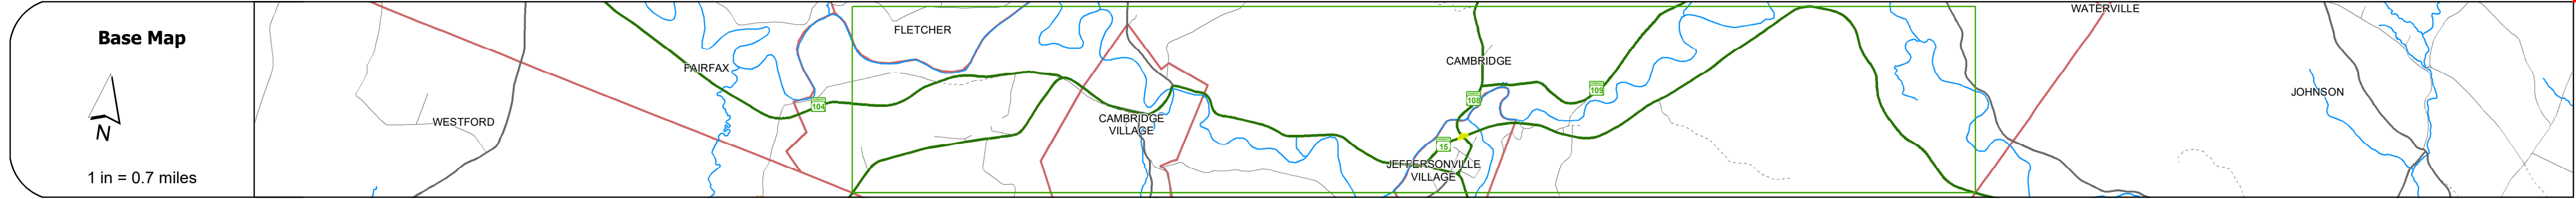 Base Map
N
1 in = 0.7 miles
WESTFORD
FAIRFAX
104
FLETCHER
CAMBRIDGE
VILLAGE
CAMBRIDGE
108
109
15
JEFFERSONVILLE
VILLAGE
WATERVILLE
JOHNSON